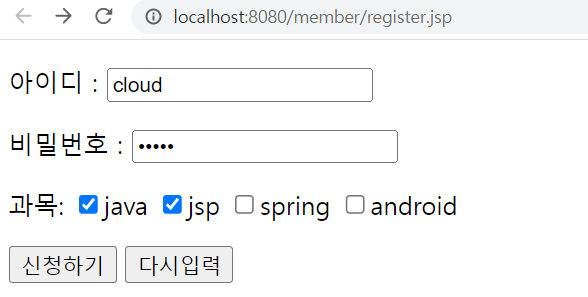 localhost:8080/member/register.jsp
아이디 : cloud
비밀번호 : •••••
과목: java jsp spring android
신청하기 다시입력